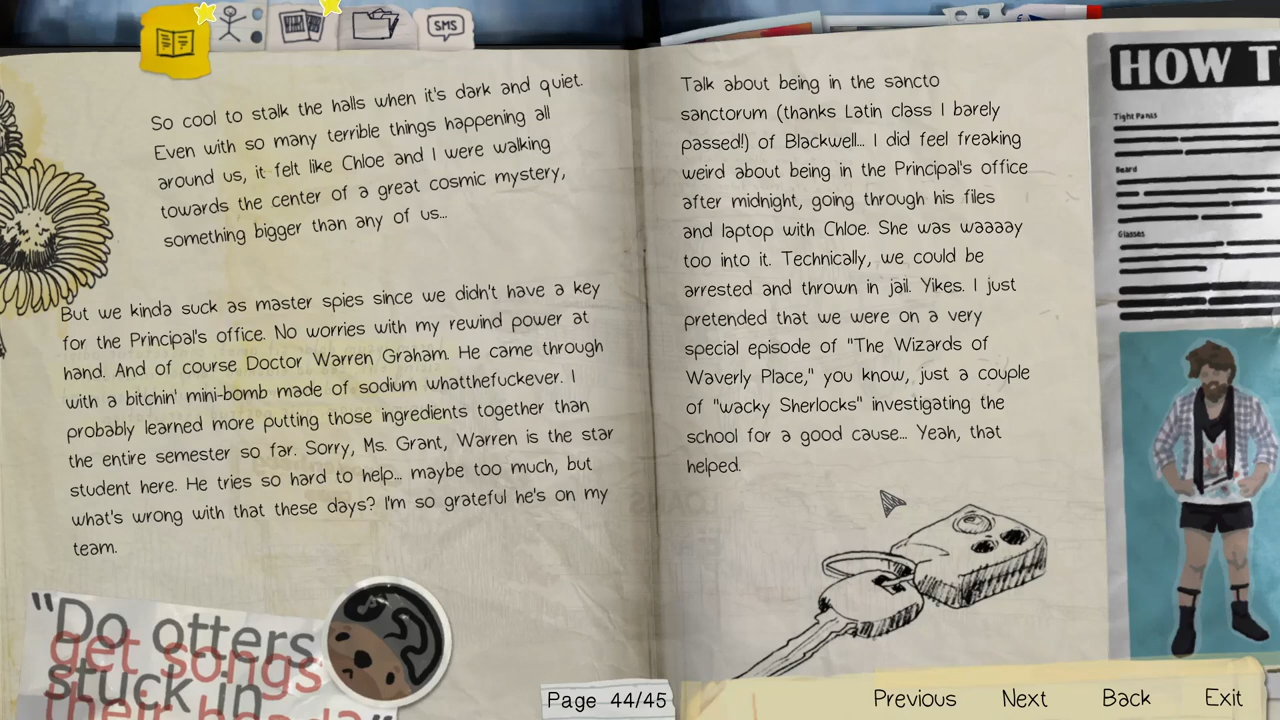 SMS
So cool to stalk the halls when it's dark and quiet.
Even with so many terrible things happening all
around us, it felt like Chloe and I were walking
towards the center of a great cosmic mystery,
something bigger than any of us...
But we kinda suck as master spies since we didn't have a key
for the Principal's office. No worries with my rewind power at
hand. And of course Doctor Warren Graham. He came through
with a bitchin' mini-bomb made of sodium whatthefuckever. I
probably learned more putting those ingredients together than
the entire semester so far. Sorry, Ms. Grant, Warren is the star
student here. He tries so hard to help... maybe too much, but
what's wrong with that these days? I'm so grateful he's on my
team.
"Do otters
get songs
stuck in
their heads?"
Talk about being in the sancto
sanctorum (thanks Latin class I barely
passed!) of Blackwell... I did feel freaking
weird about being in the Principal's office
after midnight, going through his files
and laptop with Chloe. She was waaaay
too into it. Technically, we could be
arrested and thrown in jail. Yikes. I just
pretended that we were on a very
special episode of "The Wizards of
Waverly Place," you know, just a couple
of "wacky Sherlocks" investigating the
school for a good cause... Yeah, that
helped.
HOW T
Tight Pants
Beard
Glasses
Page 44/45
Previous Next Back Exit